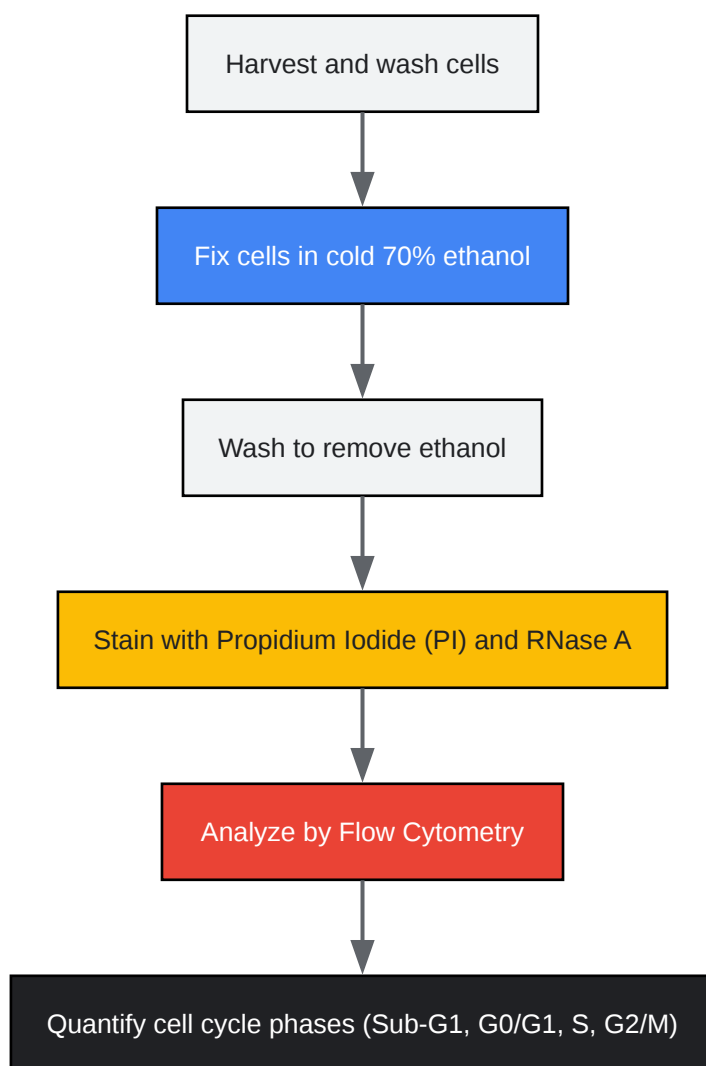 Harvest and wash cells
Fix cells in cold 70% ethanol
Wash to remove ethanol
Stain with Propidium Iodide (PI) and RNase A
Analyze by Flow Cytometry
Quantify cell cycle phases (Sub-G1, G0/G1, S, G2/M)